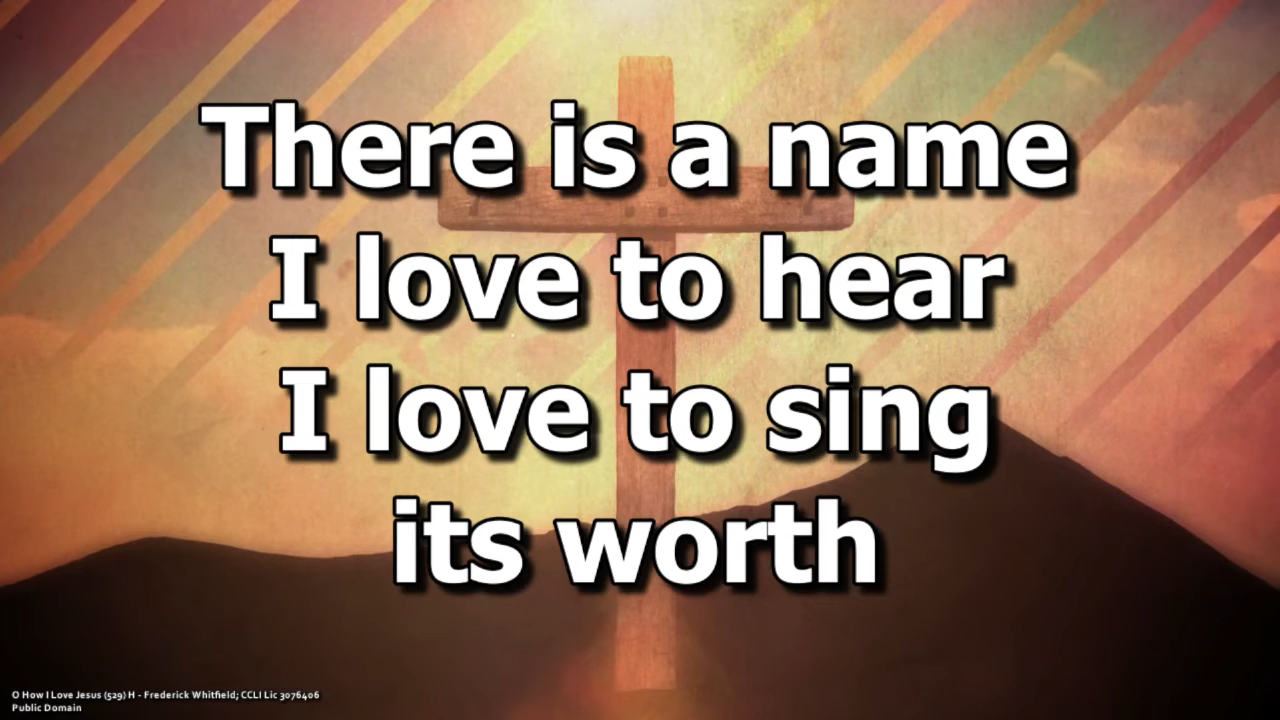 There is a name
I love to hear
I love to sing
its worth
O How I Love Jesus (529) H - Frederick Whitfield; CCLI Lic 3076406
Public Domain